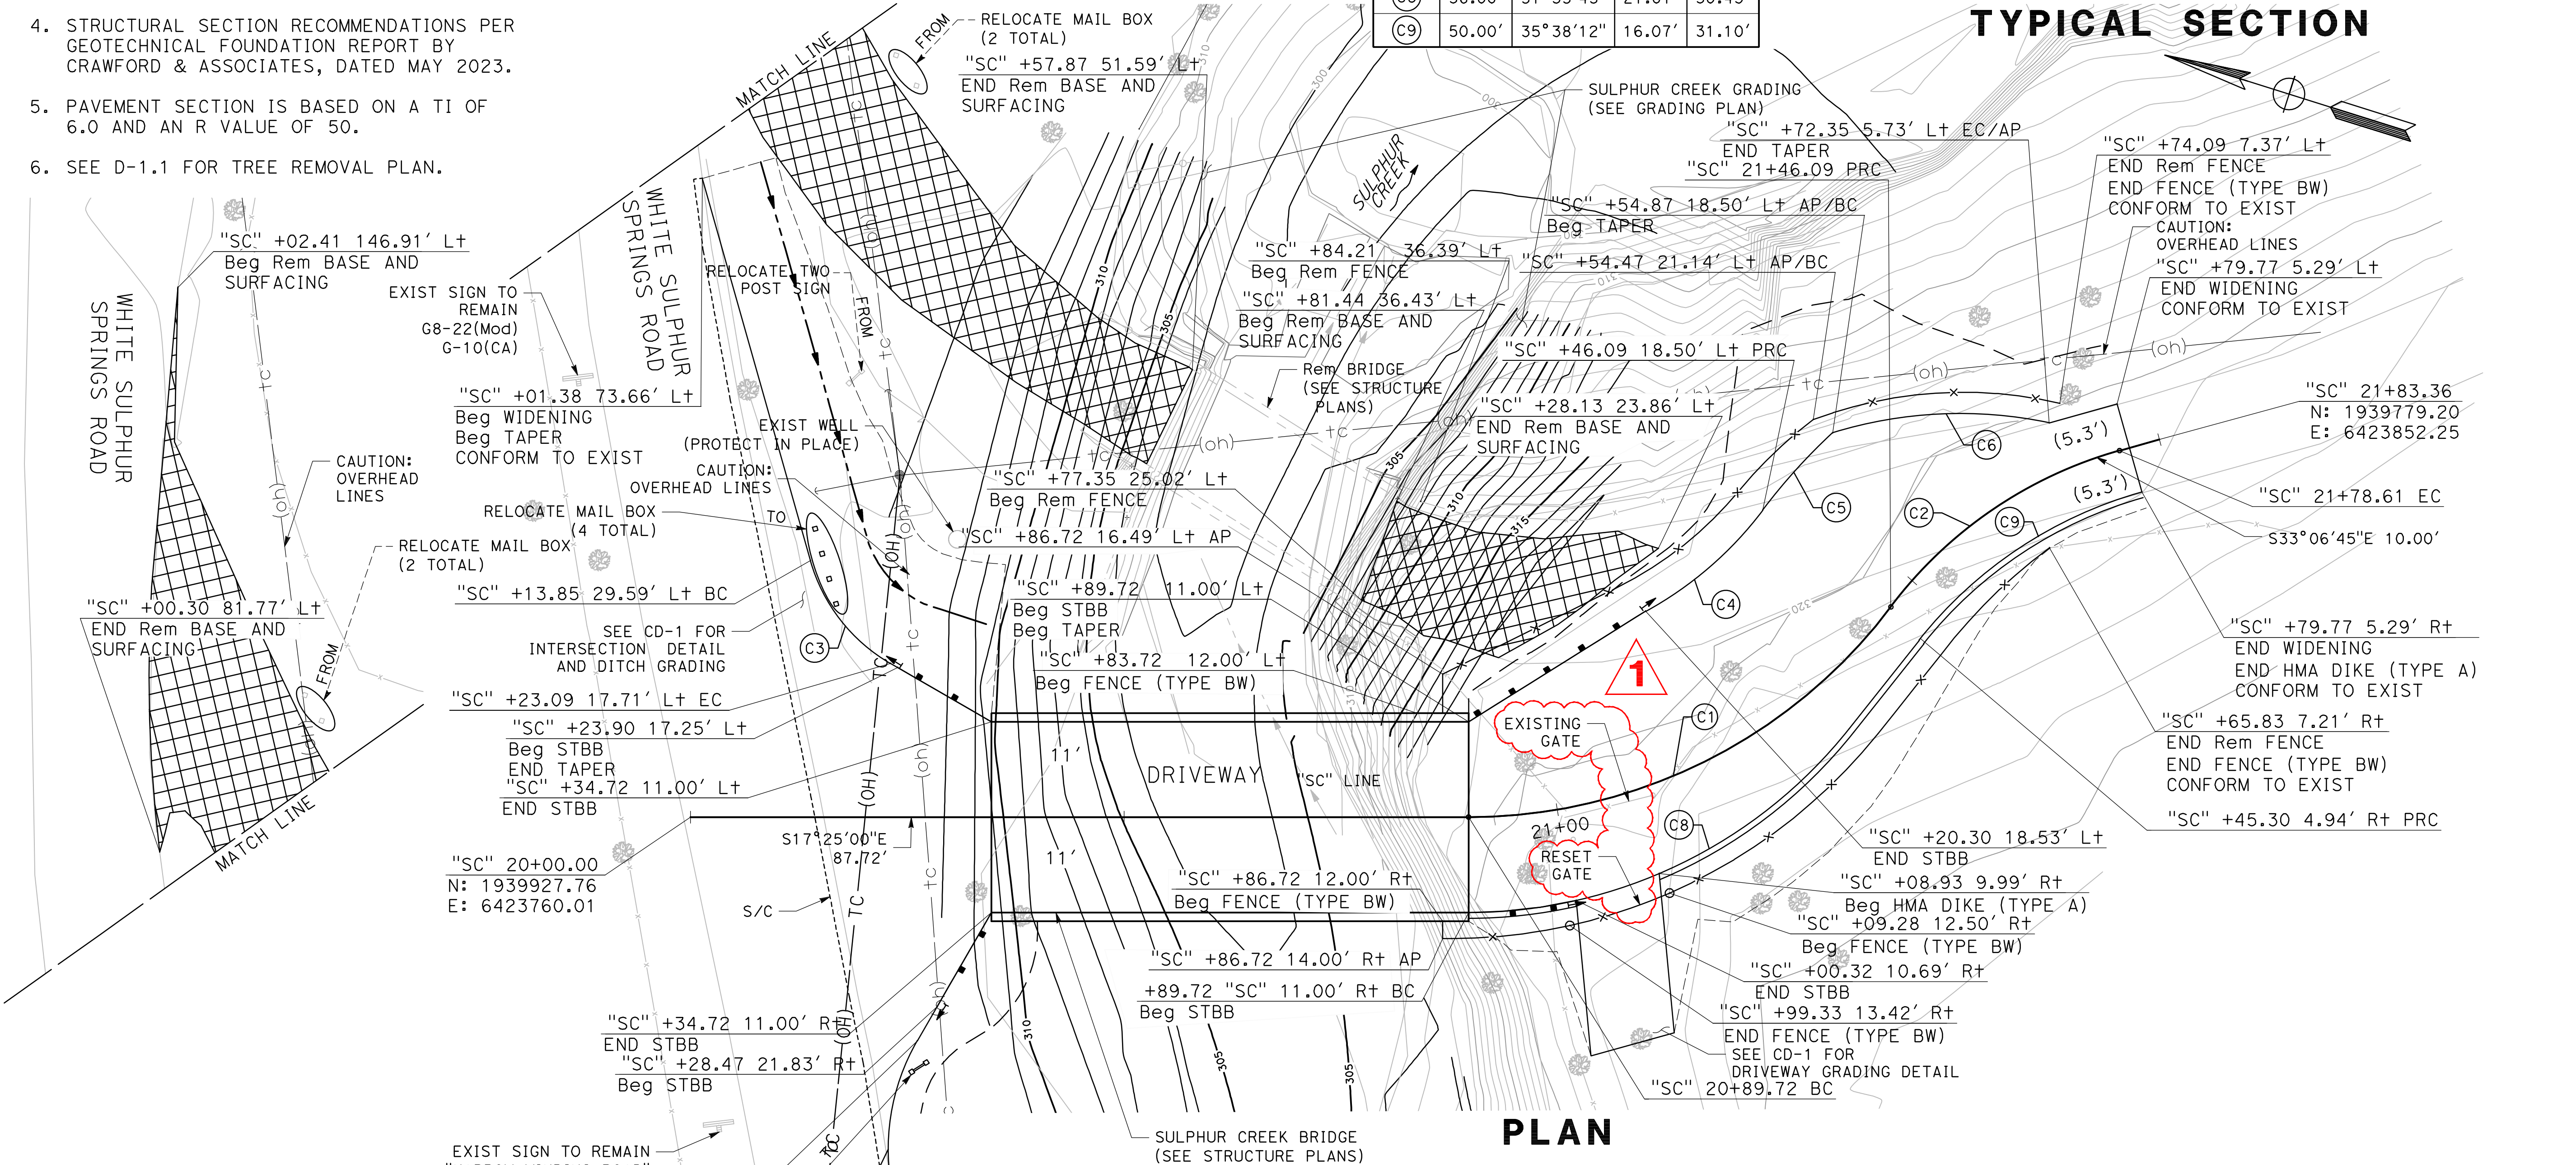 4. STRUCTURAL SECTION RECOMMENDATIONS PER
GEOTECHNICAL FOUNDATION REPORT BY
CRAWFORD & ASSOCIATES, DATED MAY 2023.
5. PAVEMENT SECTION IS BASED ON A TI OF
6.0 AND AN R VALUE OF 50.
6. SEE D-1.1 FOR TREE REMOVAL PLAN.
C9 50.00' 35°38'12" 16.07' 31.10'
TYPICAL SECTION
MATCH LINE
FROM
RELOCATE MAIL BOX
(2 TOTAL)
"SC" +57.87 51.59' Lt
END Rem BASE AND
SURFACING
SULPHUR CREEK GRADING
(SEE GRADING PLAN)
SULPHUR
CREEK
"SC" +72.35 5.73' Lt EC/AP
END TAPER
"SC" 21+46.09 PRC
"SC" +74.09 7.37' Lt
END Rem FENCE
END FENCE (TYPE BW)
CONFORM TO EXIST
CAUTION:
OVERHEAD LINES
"SC" +79.77 5.29' Lt
END WIDENING
CONFORM TO EXIST
"SC" +54.87 18.50' Lt AP/BC
Beg TAPER
"SC" +54.47 21.14' Lt AP/BC
"SC" +84.21 36.39' Lt
Beg Rem FENCE
"SC" +81.44 36.43' Lt
Beg Rem BASE AND
SURFACING
Rem BRIDGE
(SEE STRUCTURE
PLANS)
"SC" +46.09 18.50' Lt PRC
"SC" +28.13 23.86' Lt
END Rem BASE AND
SURFACING
"SC" +02.41 146.91' Lt
Beg Rem BASE AND
SURFACING
WHITE SULPHUR
SPRINGS ROAD
EXIST SIGN TO
REMAIN
G8-22(Mod)
G-10(CA)
WHITE SULPHUR
SPRINGS ROAD
RELOCATE TWO
POST SIGN
FROM
"SC" +01.38 73.66' Lt
Beg WIDENING
Beg TAPER
CONFORM TO EXIST
EXIST WELL
(PROTECT IN PLACE)
CAUTION:
OVERHEAD LINES
CAUTION:
OVERHEAD
LINES
RELOCATE MAIL BOX
(4 TOTAL)
TO
RELOCATE MAIL BOX
(2 TOTAL)
FROM
"SC" +00.30 81.77' Lt
END Rem BASE AND
SURFACING
MATCH LINE
"SC" +13.85 29.59' Lt BC
SEE CD-1 FOR
INTERSECTION DETAIL
AND DITCH GRADING
C3
"SC" +23.09 17.71' Lt EC
"SC" +23.90 17.25' Lt
Beg STBB
END TAPER
"SC" +34.72 11.00' Lt
END STBB
"SC" +77.35 25.02' Lt
Beg Rem FENCE
"SC" +86.72 16.49' Lt AP
"SC" +89.72 11.00' Lt
Beg STBB
Beg TAPER
"SC" +83.72 12.00' Lt
Beg FENCE (TYPE BW)
11'
DRIVEWAY
"SC" LINE
11'
S17°25'00"E
87.72'
"SC" 20+00.00
N: 1939927.76
E: 6423760.01
S/C
TC
(OH)
(OH)
TC
(OH)
tc
(oh)
305
310
315
320
300
C6
C5
C4
C2
C9
C1
C8
(5.3')
(5.3')
"SC" 21+83.36
N: 1939779.20
E: 6423852.25
"SC" 21+78.61 EC
S33°06'45"E 10.00'
"SC" +79.77 5.29' Rt
END WIDENING
END HMA DIKE (TYPE A)
CONFORM TO EXIST
"SC" +65.83 7.21' Rt
END Rem FENCE
END FENCE (TYPE BW)
CONFORM TO EXIST
"SC" +45.30 4.94' Rt PRC
1
EXISTING
GATE
21+00
RESET
GATE
"SC" +20.30 18.53' Lt
END STBB
"SC" +08.93 9.99' Rt
Beg HMA DIKE (TYPE A)
"SC" +09.28 12.50' Rt
Beg FENCE (TYPE BW)
"SC" +00.32 10.69' Rt
END STBB
"SC" +99.33 13.42' Rt
END FENCE (TYPE BW)
SEE CD-1 FOR
DRIVEWAY GRADING DETAIL
"SC" 20+89.72 BC
"SC" +86.72 12.00' Rt
Beg FENCE (TYPE BW)
"SC" +86.72 14.00' Rt AP
+89.72 "SC" 11.00' Rt BC
Beg STBB
"SC" +34.72 11.00' Rt
END STBB
"SC" +28.47 21.83' Rt
Beg STBB
EXIST SIGN TO REMAIN
SULPHUR CREEK BRIDGE
(SEE STRUCTURE PLANS)
PLAN